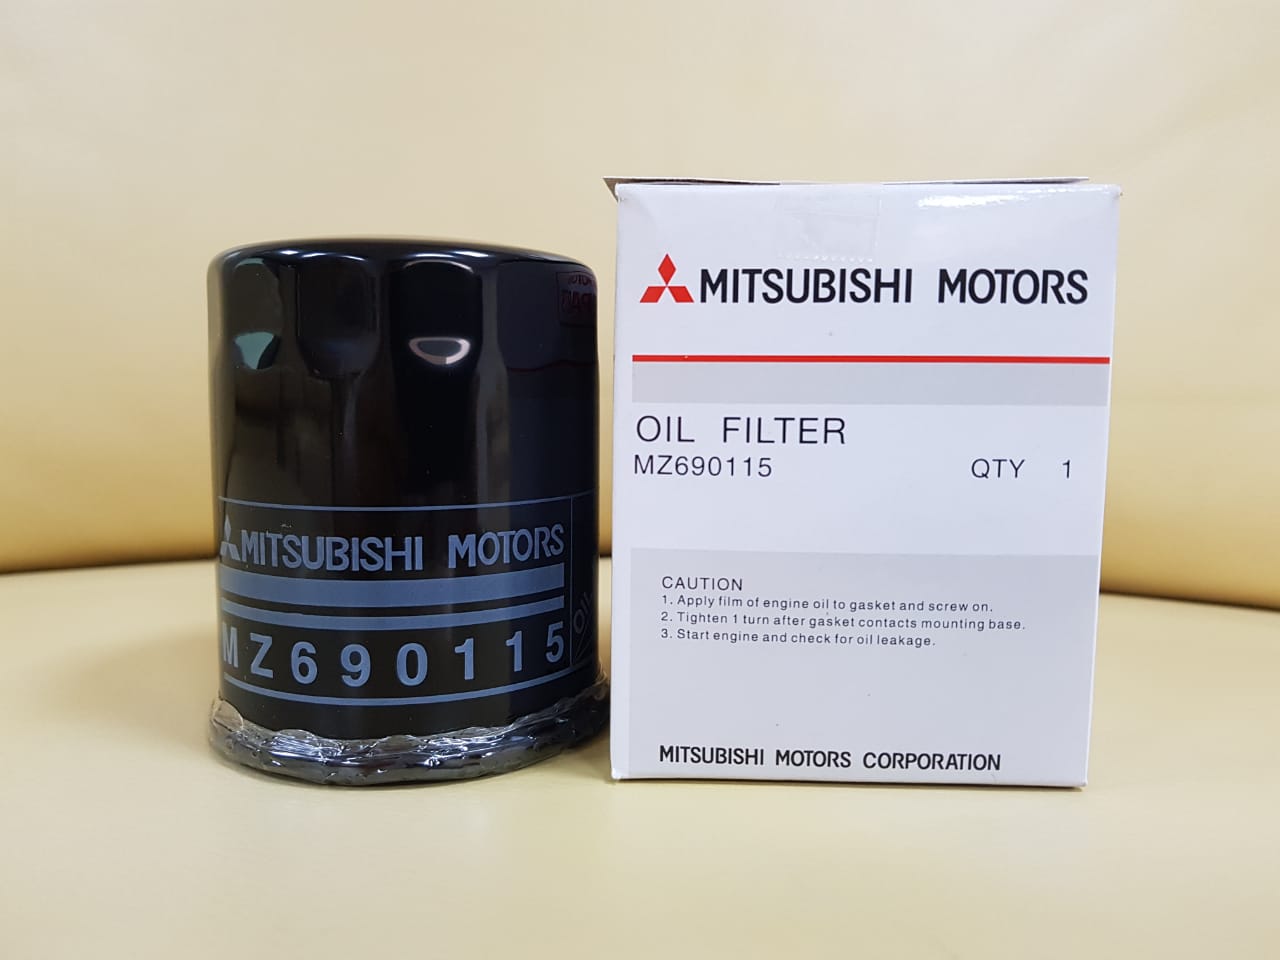 MITSUBISHI MOTORS
MZ690115
OIL
MITSUBISHI MOTORS
OIL FILTER
MZ690115 QTY 1
CAUTION
1. Apply film of engine oil to gasket and screw on.
2. Tighten 1 turn after gasket contacts mounting base.
3. Start engine and check for oil leakage.
MITSUBISHI MOTORS CORPORATION